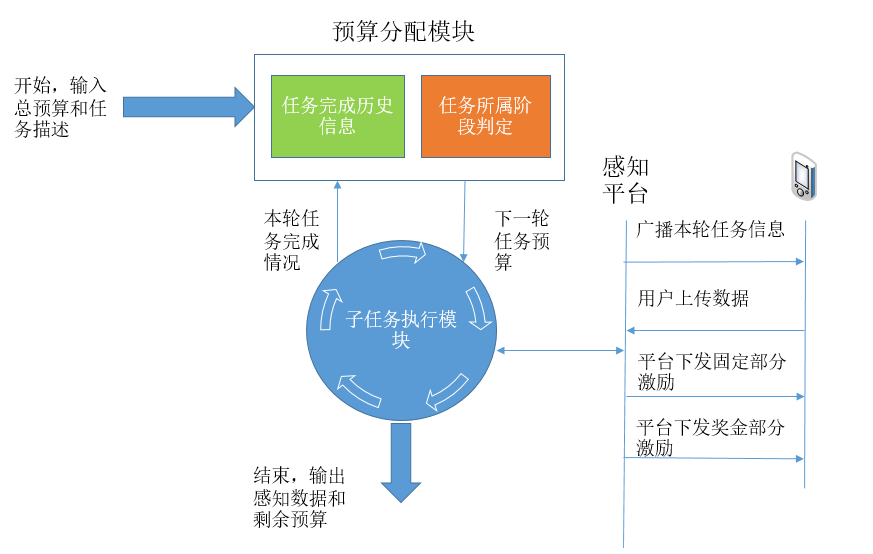 预算分配模块
开始，输入
总预算和任
务描述
任务完成历史
信息
任务所属阶
段判定
本轮任
务完成
情况
下一轮
任务预
算
子任务执行模
块
结束，输出
感知数据和
剩余预算
感知
平台
广播本轮任务信息
用户上传数据
平台下发固定部分
激励
平台下发奖金部分
激励